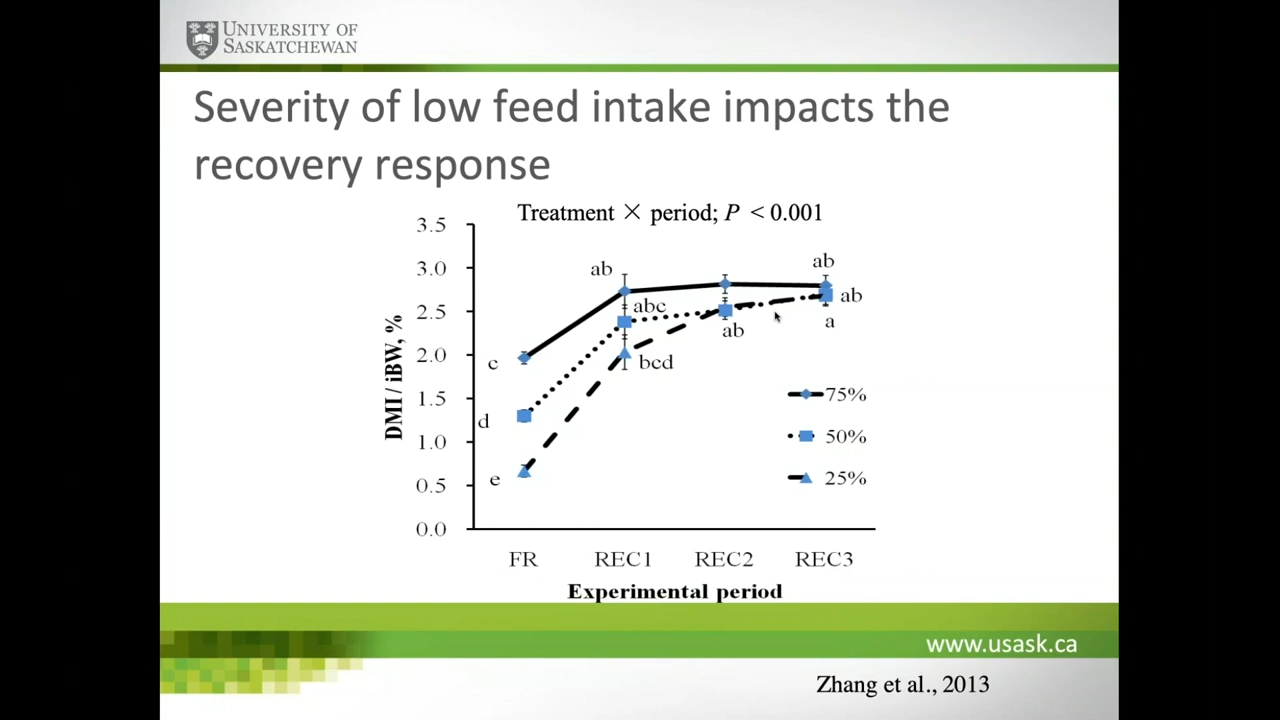 UNIVERSITY OF
SASKATCHEWAN
Severity of low feed intake impacts the
recovery response
Treatment × period; P < 0.001
3.5
3.0
2.5
2.0
1.5
1.0
0.5
0.0
DMI / iBW, %
c
d
e
ab
abc
bcd
ab
ab
ab
a
75%
50%
25%
FR REC1 REC2 REC3
Experimental period
www.usask.ca
Zhang et al., 2013